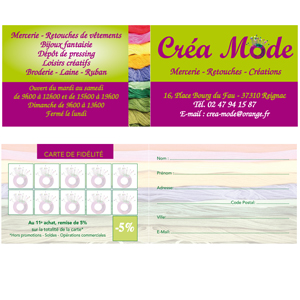 Mercerie - Retouches de vêtements
Bijoux fantaisie
Dépôt de pressing
Loisirs créatifs
Broderie - Laine - Ruban
Ouvert du mardi au samedi
de 9h00 à 12h00 et de 15h00 à 19h00
Dimanche de 9h00 à 13h00
Fermé le lundi
Créa Mode
Mercerie - Retouches - Créations
16, Place Bourg du Fau - 37310 Reignac
Tél. 02 47 94 15 87
E-mail : crea-mode@orange.fr
CARTE DE FIDÉLITÉ
Au 11e achat, remise de 5%
sur la totalité de la carte*
*Hors promotions - Soldes - Opérations commerciales
-5%
Nom :
Prénom :
Adresse :
Code Postal :
Ville :
E-Mail :